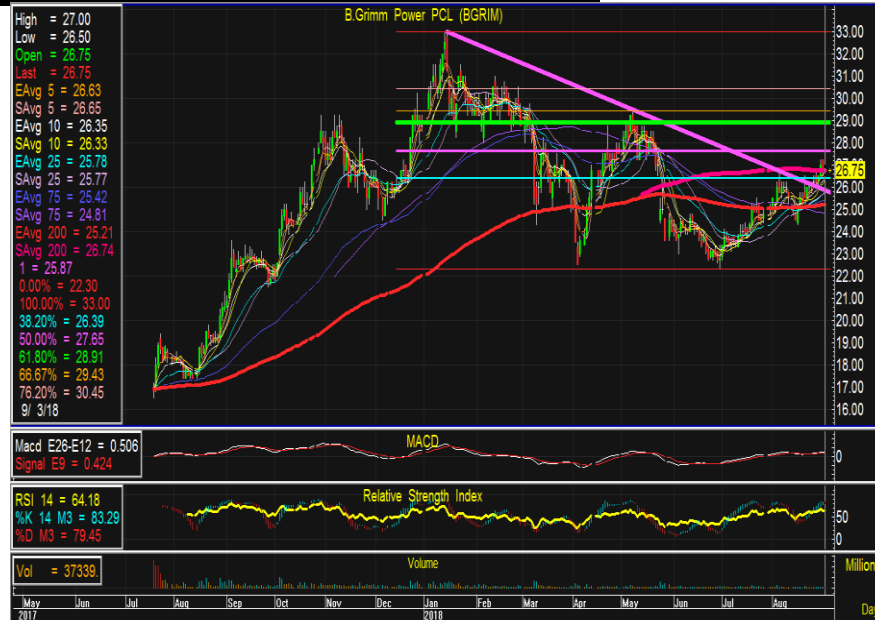 B.Grimm Power PCL (BGRIM)
High = 27.00
Low = 26.50
Open = 26.75
Last = 26.75
EAvg 5 = 26.63
SAvg 5 = 26.65
EAvg 10 = 26.35
SAvg 10 = 26.33
EAvg 25 = 25.78
SAvg 25 = 25.77
EAvg 75 = 25.42
SAvg 75 = 24.81
EAvg 200 = 25.21
SAvg 200 = 26.74
1 = 25.87
0.00% = 22.30
100.00% = 33.00
38.20% = 26.39
50.00% = 27.65
61.80% = 28.91
66.67% = 29.43
76.20% = 30.45
9/ 3/18
33.00
32.00
31.00
30.00
29.00
28.00
26.75
26.00
25.00
24.00
23.00
22.00
21.00
20.00
19.00
18.00
17.00
16.00
MACD
Macd E26-E12 = 0.506
Signal E9 = 0.424
0
Relative Strength Index
RSI 14 = 64.18
%K 14 M3 = 83.29
%D M3 = 79.45
50
0
Volume
Vol = 37339.
Million
May Jun Jul Aug Sep Oct Nov Dec Jan Feb Mar Apr May Jun Jul Aug
2017 2018